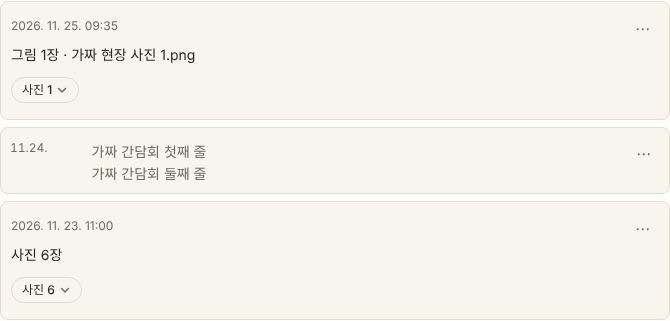 2026. 11. 25. 09:35
그림 1장 · 가짜 현장 사진 1.png
사진 1
11.24.
가짜 간담회 첫째 줄
가짜 간담회 둘째 줄
2026. 11. 23. 11:00
사진 6장
사진 6